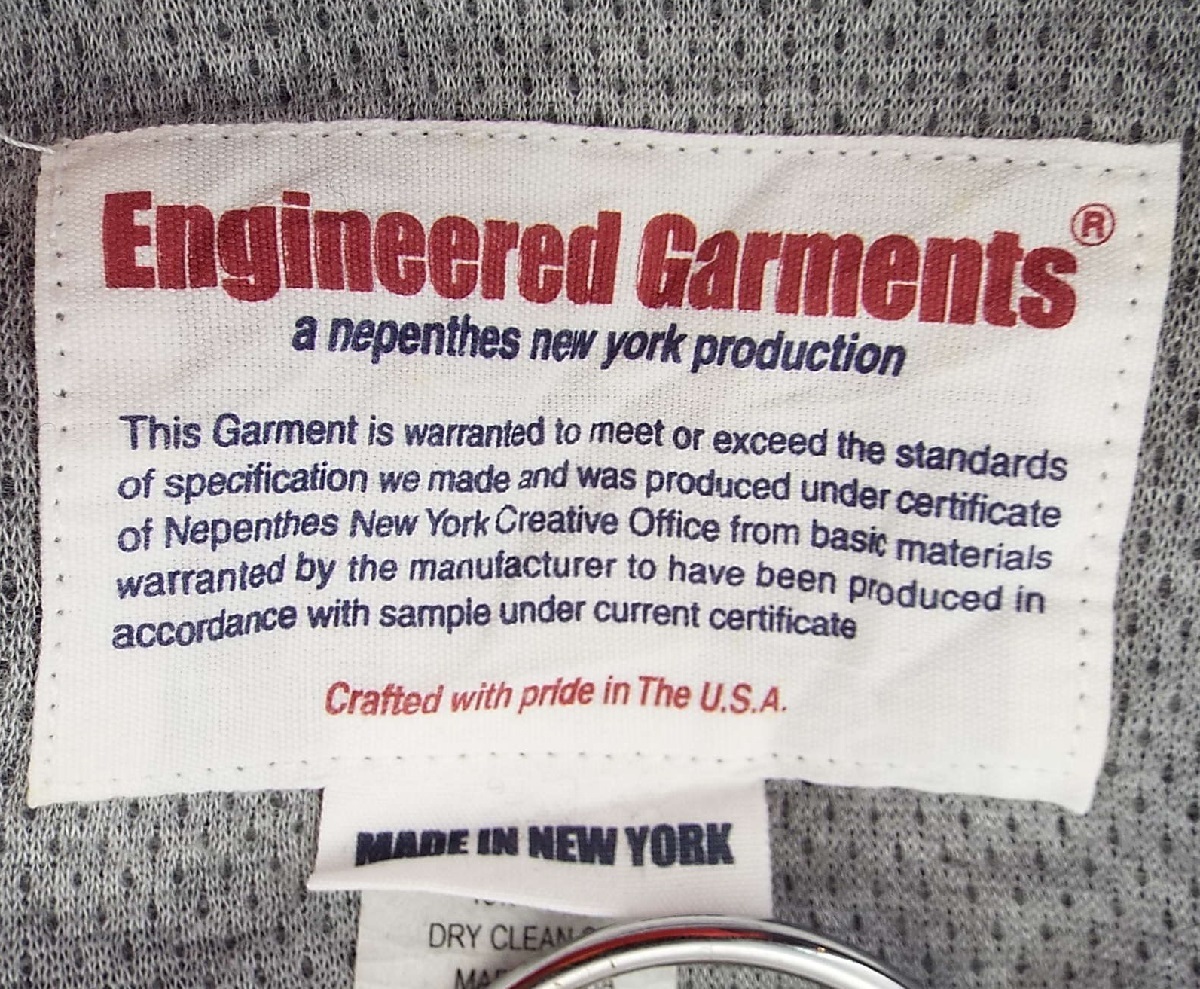 Engineered Garments®
a nepenthes new york production
This Garment is warranted to meet or exceed the standards
of specification we made and was produced under certificate
of Nepenthes New York Creative Office from basic materials
warranted by the manufacturer to have been produced in
accordance with sample under current certificate
Crafted with pride in The U.S.A.
MADE IN NEW YORK
DRY CLEAN